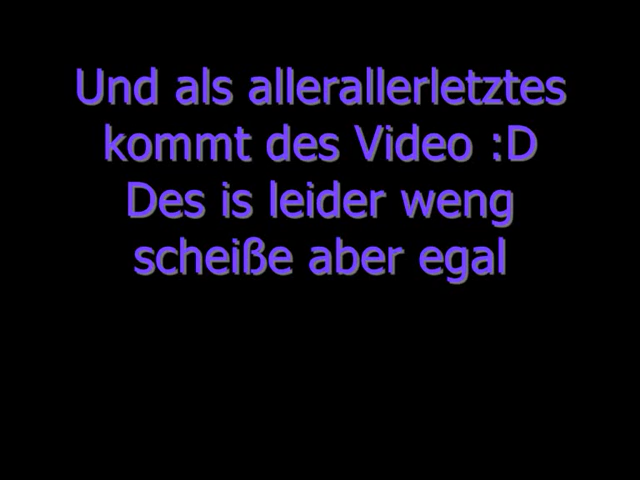 Und als allerallerletztes
kommt des Video :D
Des is leider weng
scheiße aber egal